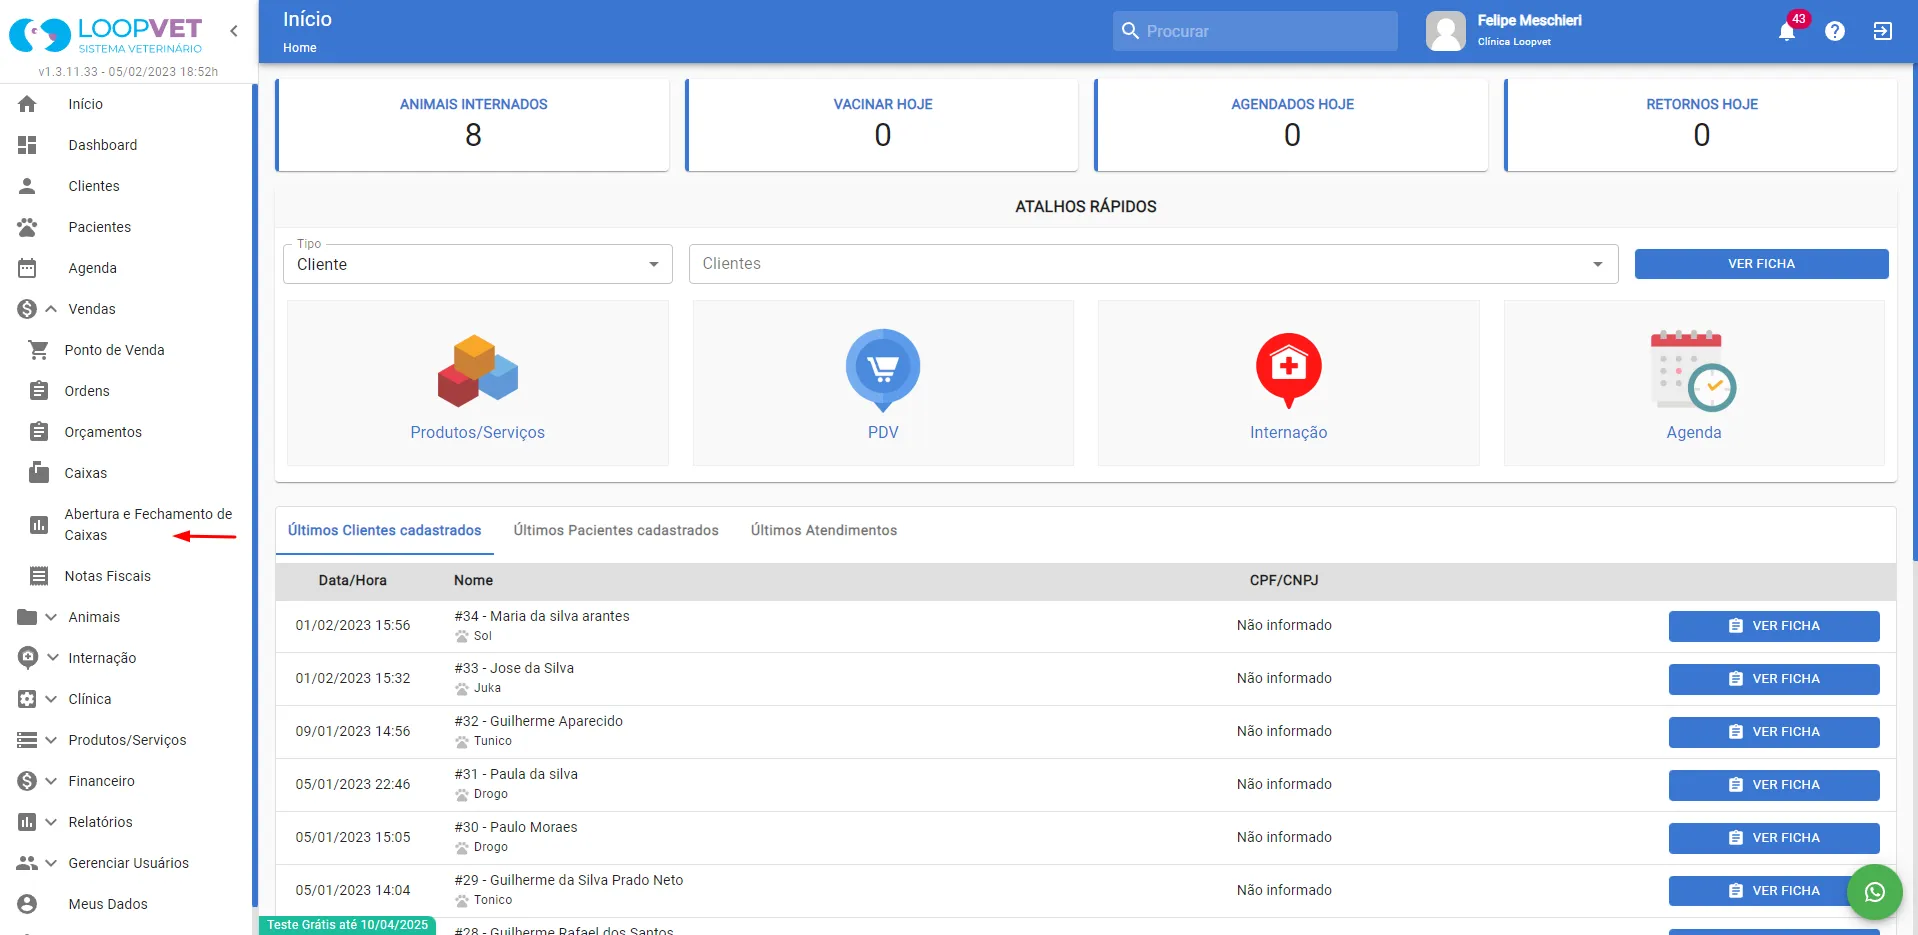 LOOPVET
SISTEMA VETERINÁRIO
v1.3.11.33 - 05/02/2023 18:52h
Início
Dashboard
Clientes
Pacientes
Agenda
Vendas
Ponto de Venda
Ordens
Orçamentos
Caixas
Abertura e Fechamento de
Caixas
Notas Fiscais
Animais
Internação
Clínica
Produtos/Serviços
Financeiro
Relatórios
Gerenciar Usuários
Meus Dados
Início
Home
Procurar
Felipe Meschieri
Clínica Loopvet
43
ANIMAIS INTERNADOS
8
VACINAR HOJE
0
AGENDADOS HOJE
0
RETORNOS HOJE
0
ATALHOS RÁPIDOS
Tipo
Cliente
Clientes
VER FICHA
Produtos/Serviços
PDV
Internação
Agenda
Últimos Clientes cadastrados
Últimos Pacientes cadastrados
Últimos Atendimentos
Data/Hora Nome CPF/CNPJ
01/02/2023 15:56 #34 - Maria da silva arantes Não informado VER FICHA
Sol
01/02/2023 15:32 #33 - Jose da Silva Não informado VER FICHA
Juka
09/01/2023 14:56 #32 - Guilherme Aparecido Não informado VER FICHA
Tunico
05/01/2023 22:46 #31 - Paula da silva Não informado VER FICHA
Drogo
05/01/2023 15:05 #30 - Paulo Moraes Não informado VER FICHA
Drogo
05/01/2023 14:04 #29 - Guilherme da Silva Prado Neto Não informado VER FICHA
Tonico
#28 - Guilherme Rafael dos Santos
Teste Grátis até 10/04/2025